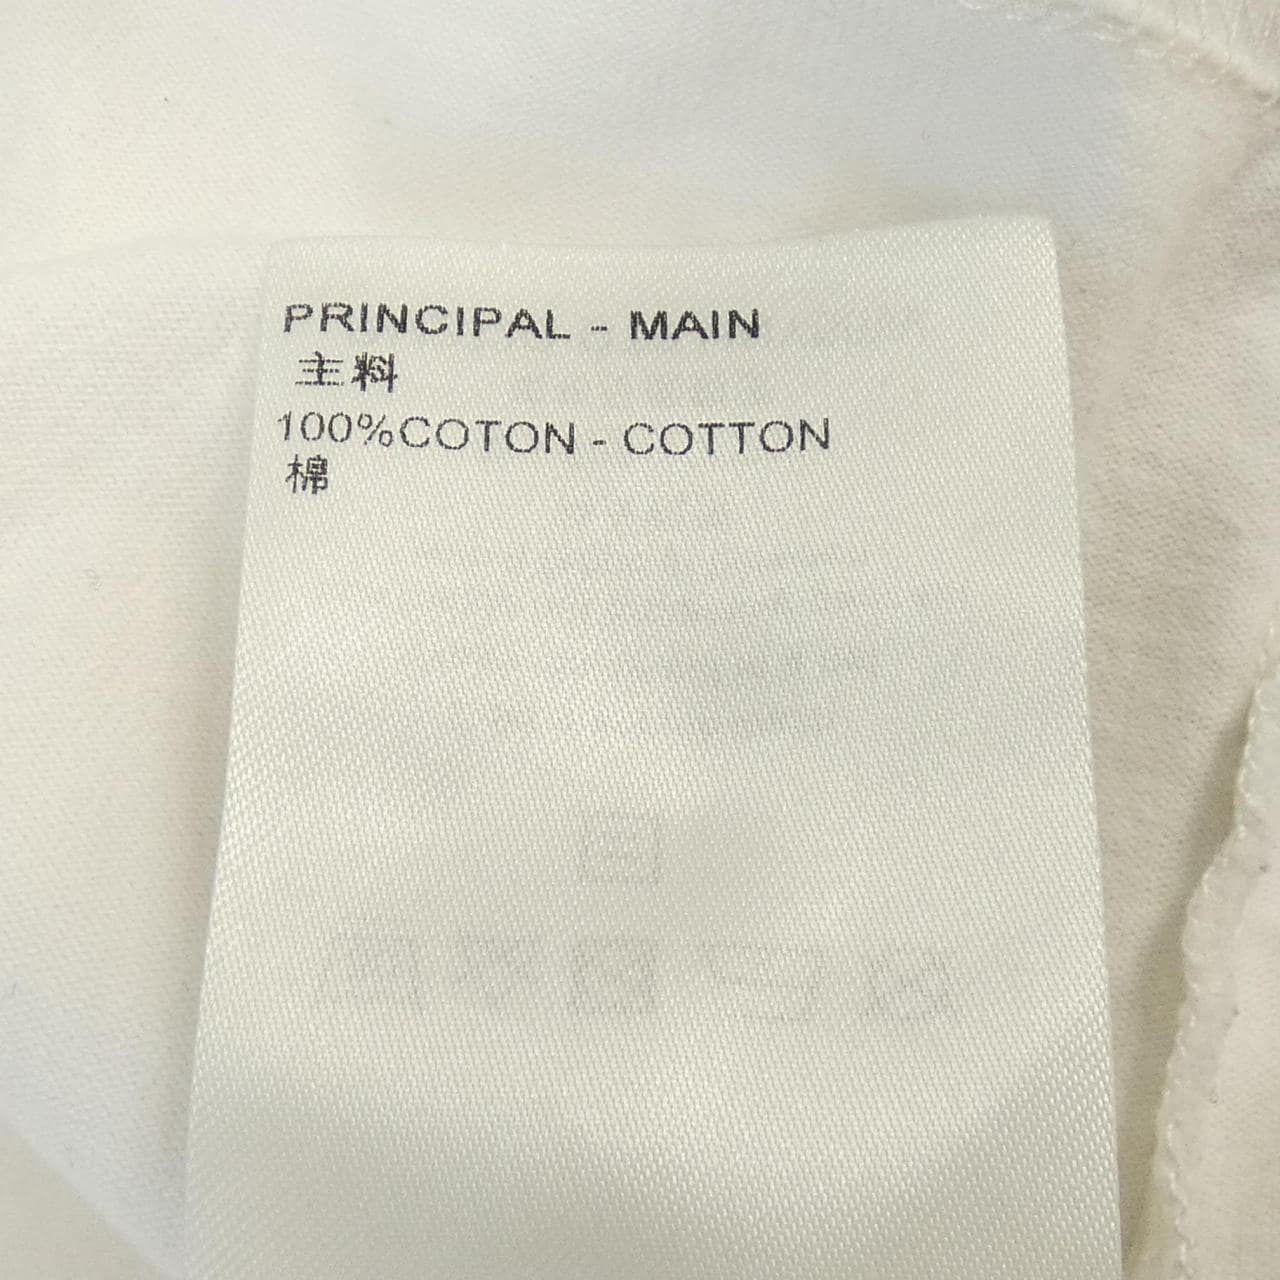 PRINCIPAL - MAIN
主料
100%COTON - COTTON
棉